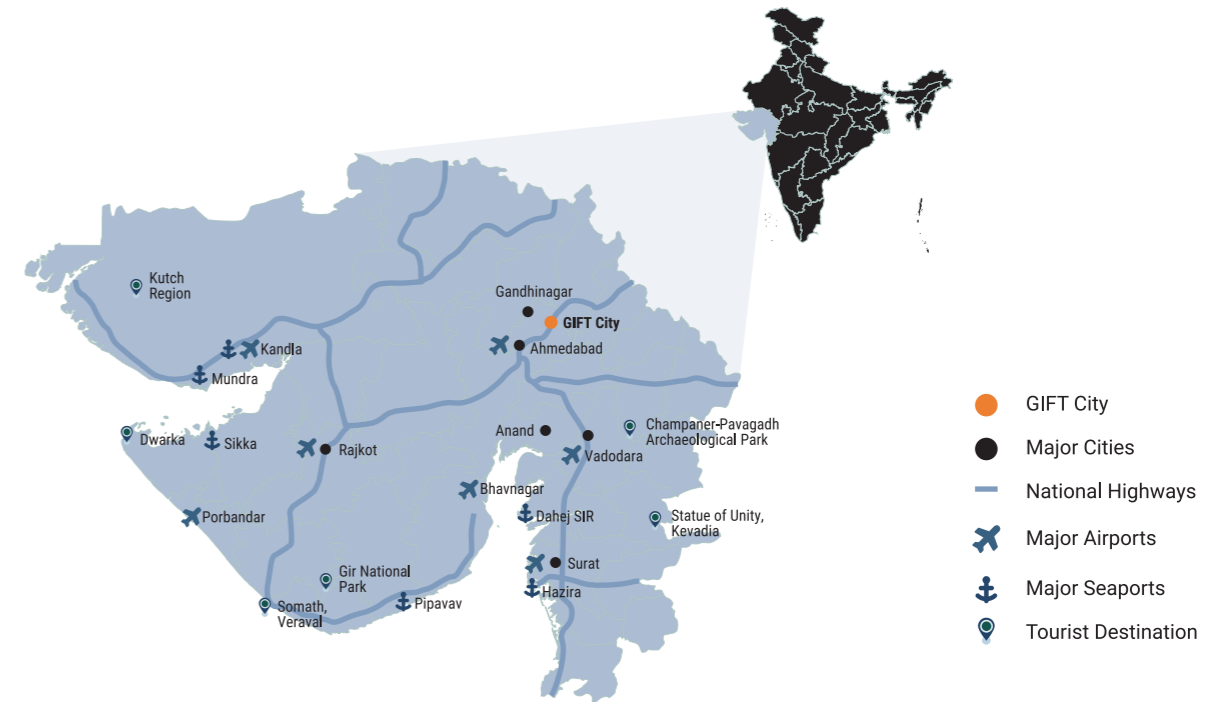 Kutch
Region
Gandhinagar
GIFT City
Ahmedabad
Kandla
Mundra
Dwarka
Sikka
Rajkot
Anand
Vadodara
Champaner-Pavagadh
Archaeological Park
Bhavnagar
Porbandar
Dahej SIR
Statue of Unity,
Kevadia
Surat
Hazira
Gir National
Park
Somath,
Veraval
Pipavav
GIFT City
Major Cities
National Highways
Major Airports
Major Seaports
Tourist Destination